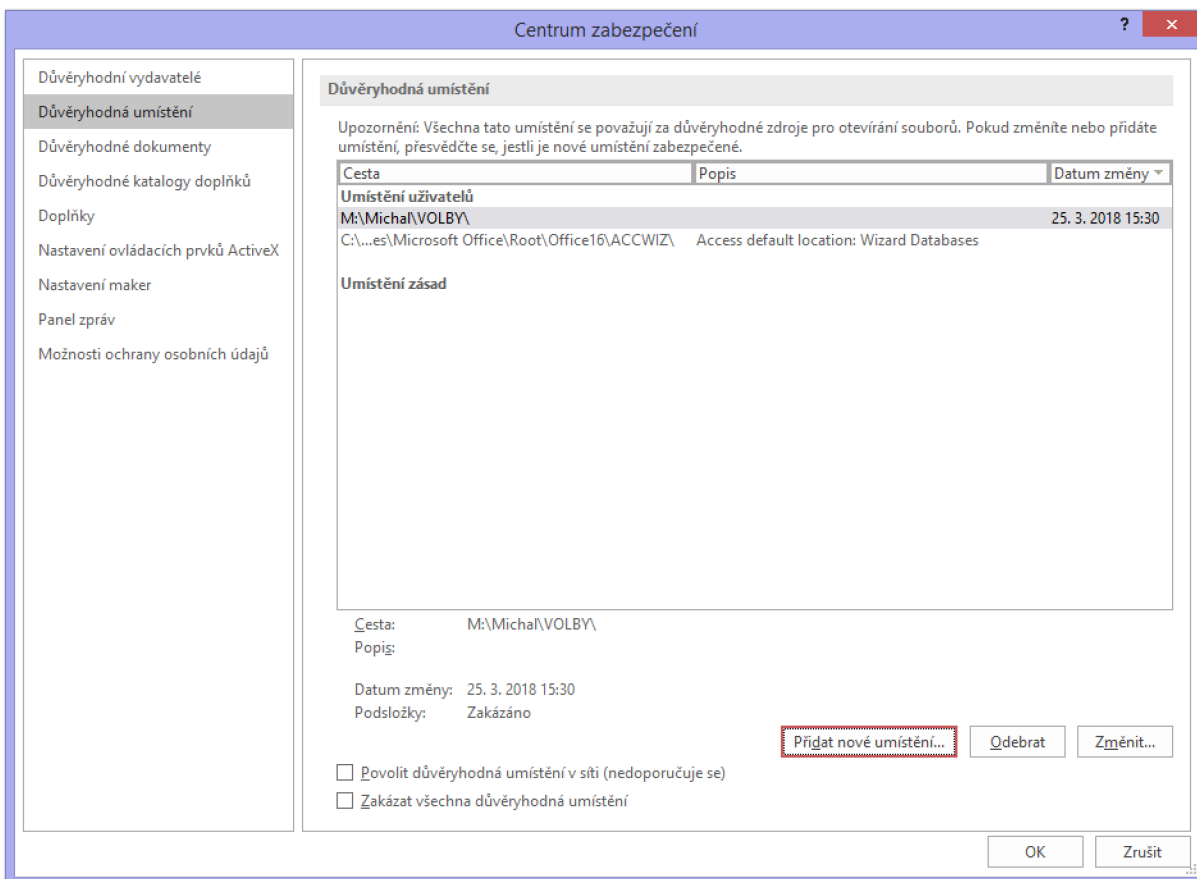 Centrum zabezpečení
?
Důvěryhodní vydavatelé
Důvěryhodná umístění
Důvěryhodné dokumenty
Důvěryhodné katalogy doplňků
Doplňky
Nastavení ovládacích prvků ActiveX
Nastavení maker
Panel zpráv
Možnosti ochrany osobních údajů
Důvěryhodná umístění
Upozornění: Všechna tato umístění se považují za důvěryhodné zdroje pro otevírání souborů. Pokud změníte nebo přidáte
umístění, přesvědčte se, jestli je nové umístění zabezpečené.
Cesta Popis Datum změny
Umístění uživatelů
M:\Michal\VOLBY\ 25. 3. 2018 15:30
C:\...es\Microsoft Office\Root\Office16\ACCWIZ\ Access default location: Wizard Databases
Umístění zásad
Cesta: M:\Michal\VOLBY\
Popis:
Datum změny: 25. 3. 2018 15:30
Podsložky: Zakázáno
Přidat nové umístění... Odebrat Změnit...
Povolit důvěryhodná umístění v síti (nedoporučuje se)
Zakázat všechna důvěryhodná umístění
OK Zrušit